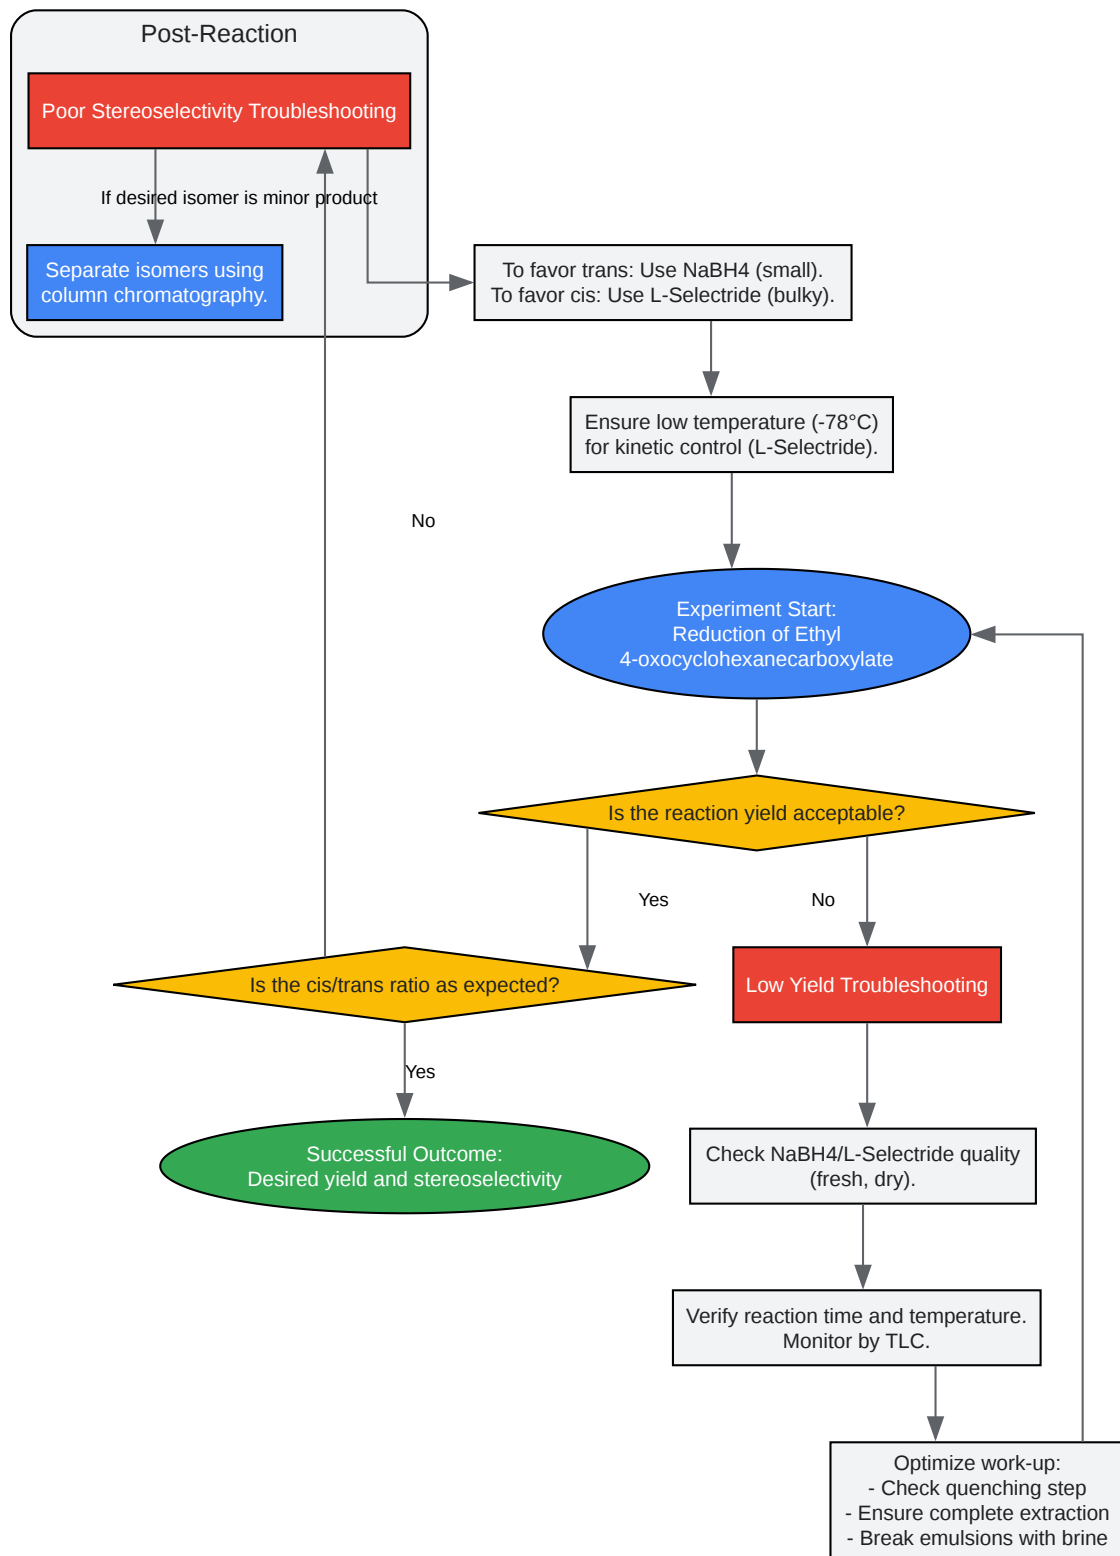 Post-Reaction
Poor Stereoselectivity Troubleshooting
If desired isomer is minor product
Separate isomers using
column chromatography.
To favor trans: Use NaBH4 (small).
To favor cis: Use L-Selectride (bulky).
Ensure low temperature (-78°C)
for kinetic control (L-Selectride).
No
Experiment Start:
Reduction of Ethyl
4-oxocyclohexanecarboxylate
Is the reaction yield acceptable?
Yes
No
Is the cis/trans ratio as expected?
Low Yield Troubleshooting
Yes
Successful Outcome:
Desired yield and stereoselectivity
Check NaBH4/L-Selectride quality
(fresh, dry).
Verify reaction time and temperature.
Monitor by TLC.
Optimize work-up:
- Check quenching step
- Ensure complete extraction
- Break emulsions with brine